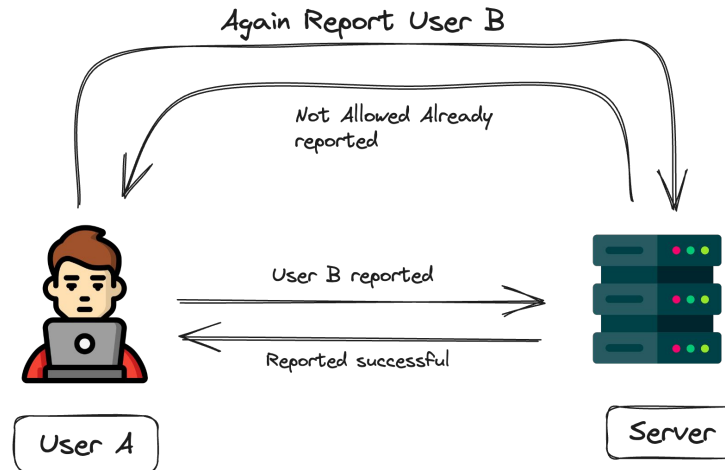 Again Report User B
Not Allowed Already
reported
User B reported
Reported successful
User A
Server